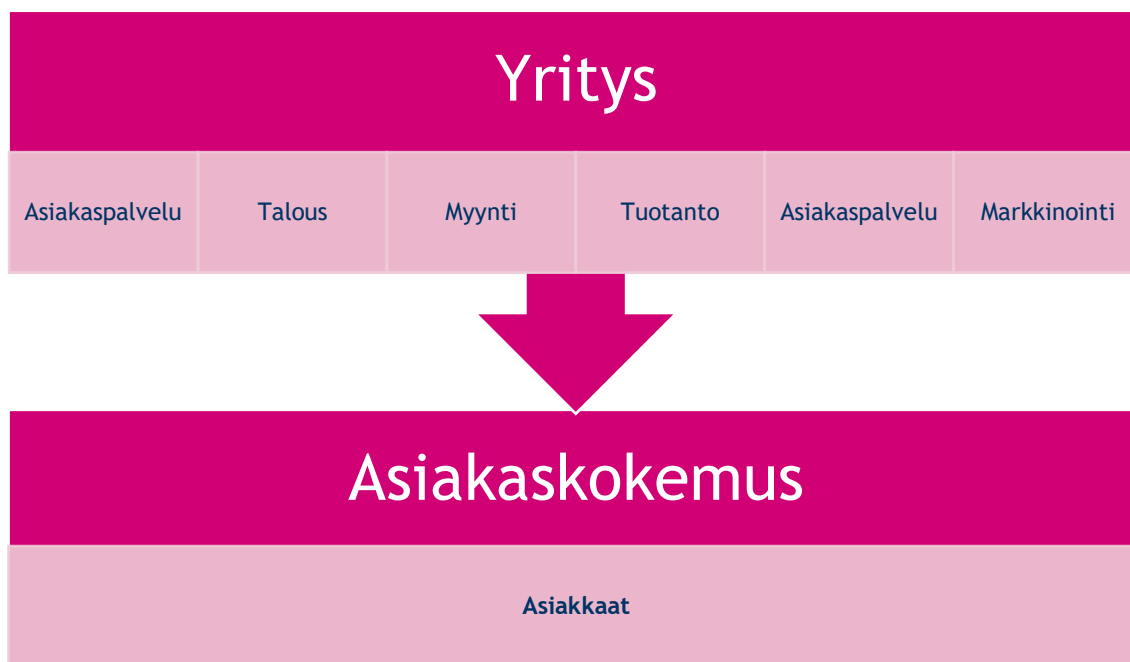 Yritys
Asiakaspalvelu Talous Myynti Tuotanto Asiakaspalvelu Markkinointi
Asiakaskokemus
Asiakkaat